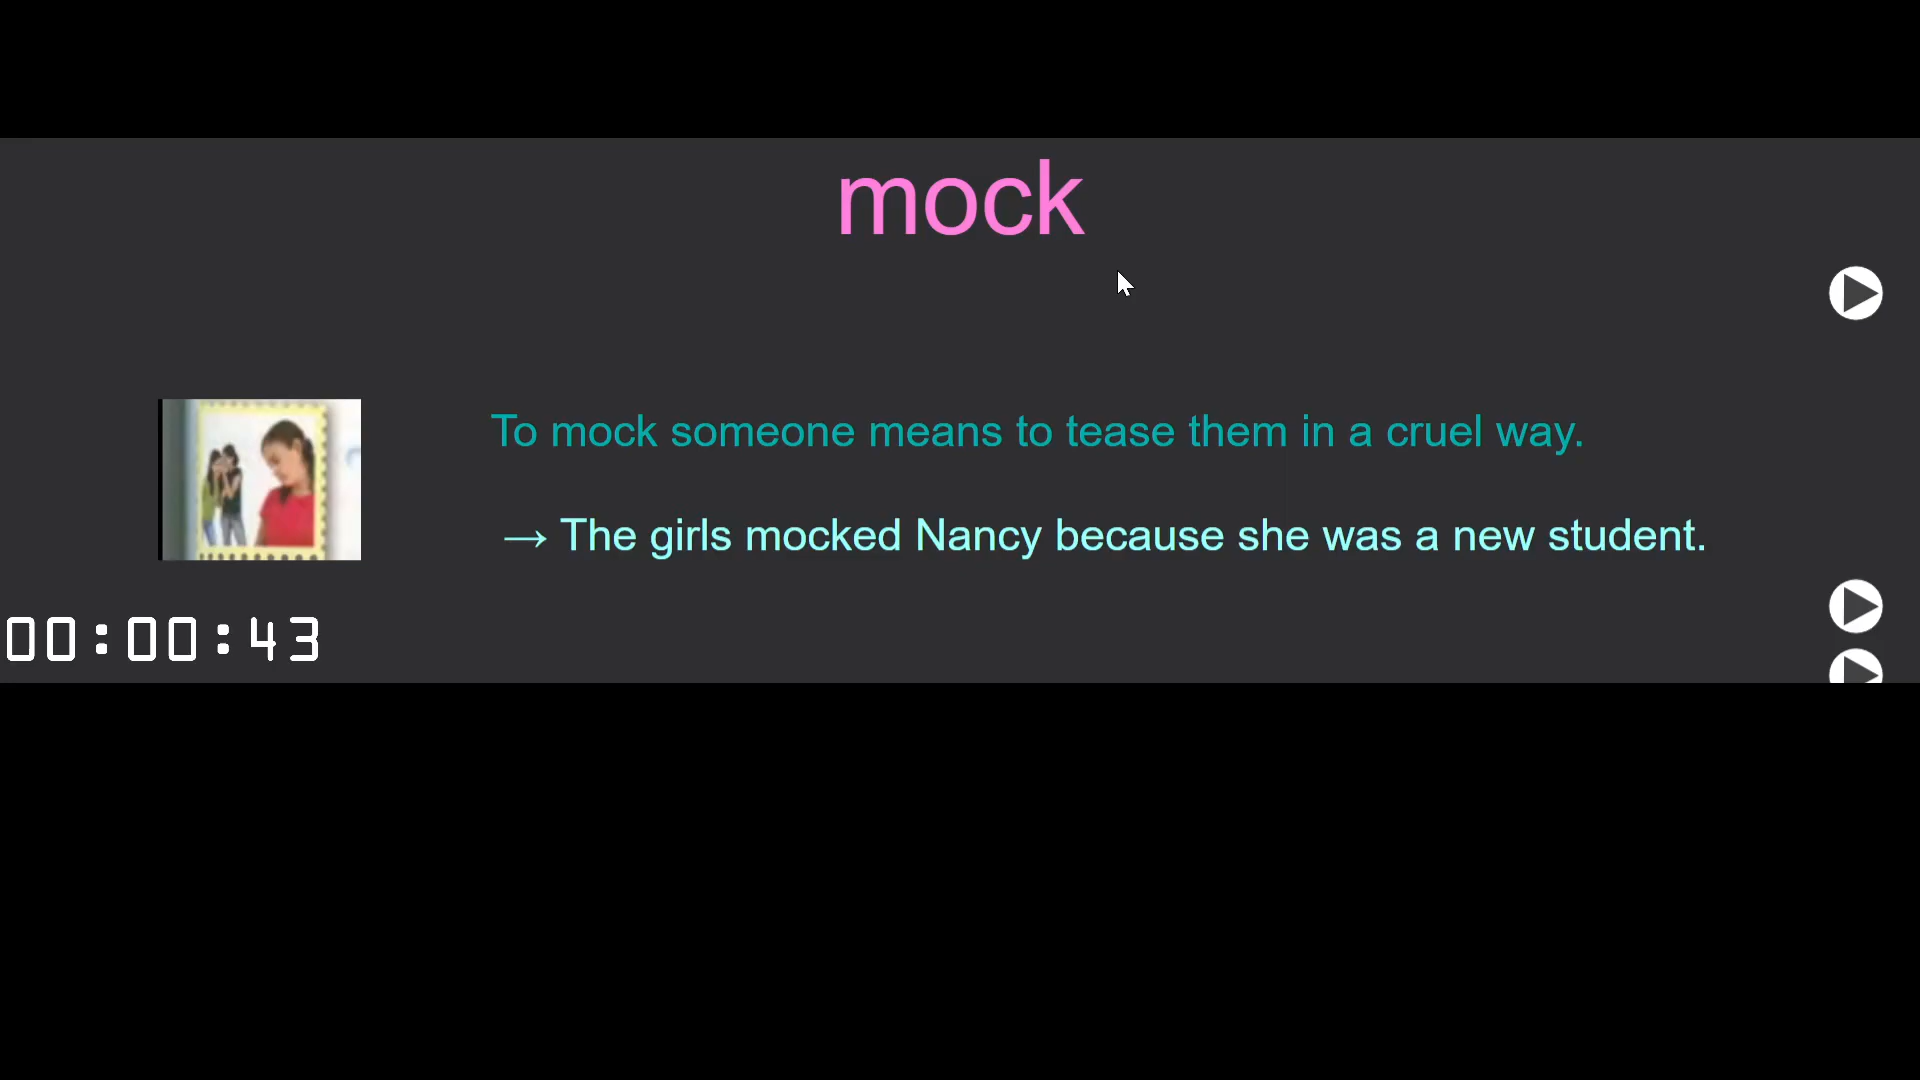 mock
To mock someone means to tease them in a cruel way.
→ The girls mocked Nancy because she was a new student.
00:00:43